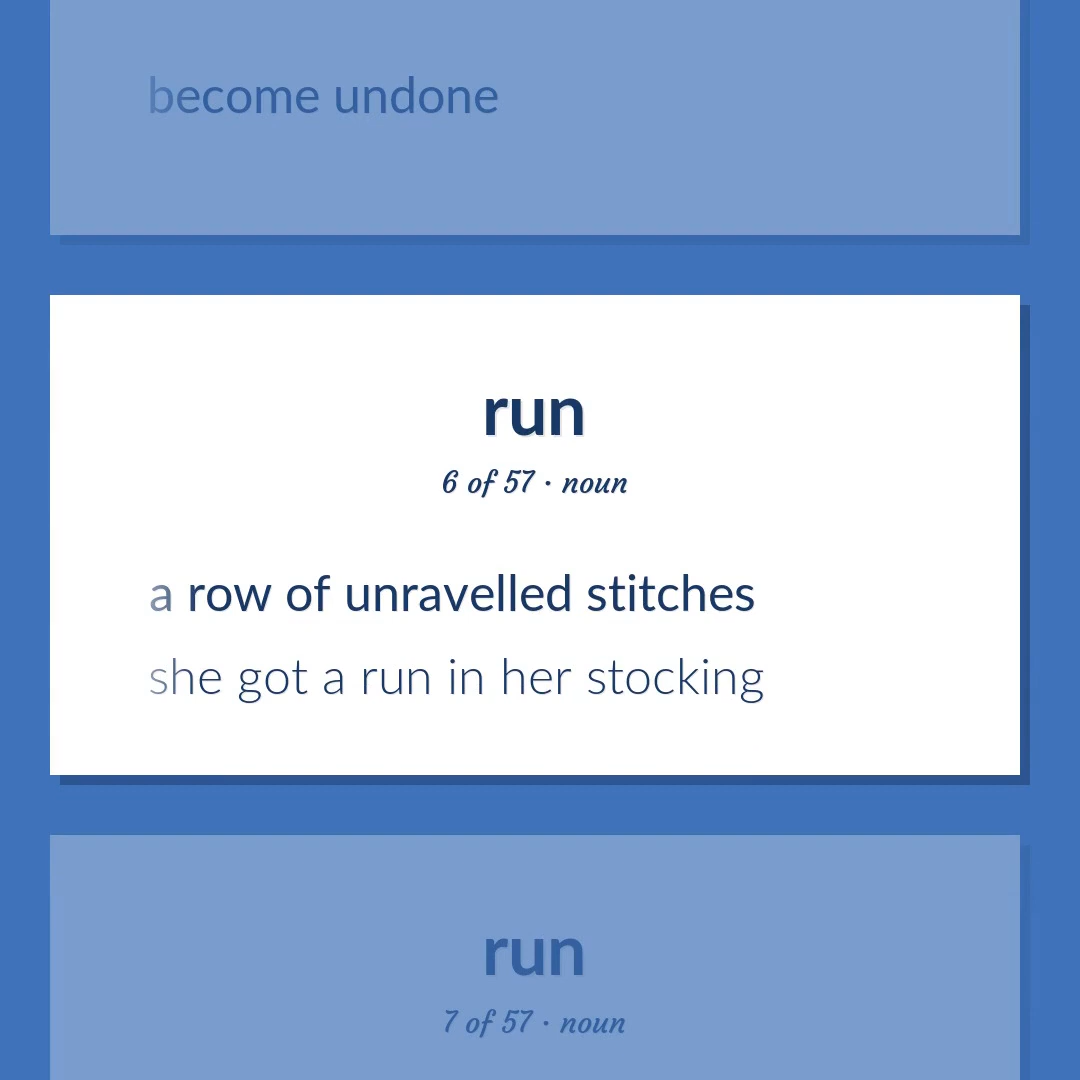 become undone
run
6 of 57 · noun
a row of unravelled stitches
she got a run in her stocking
run
7 of 57 · noun